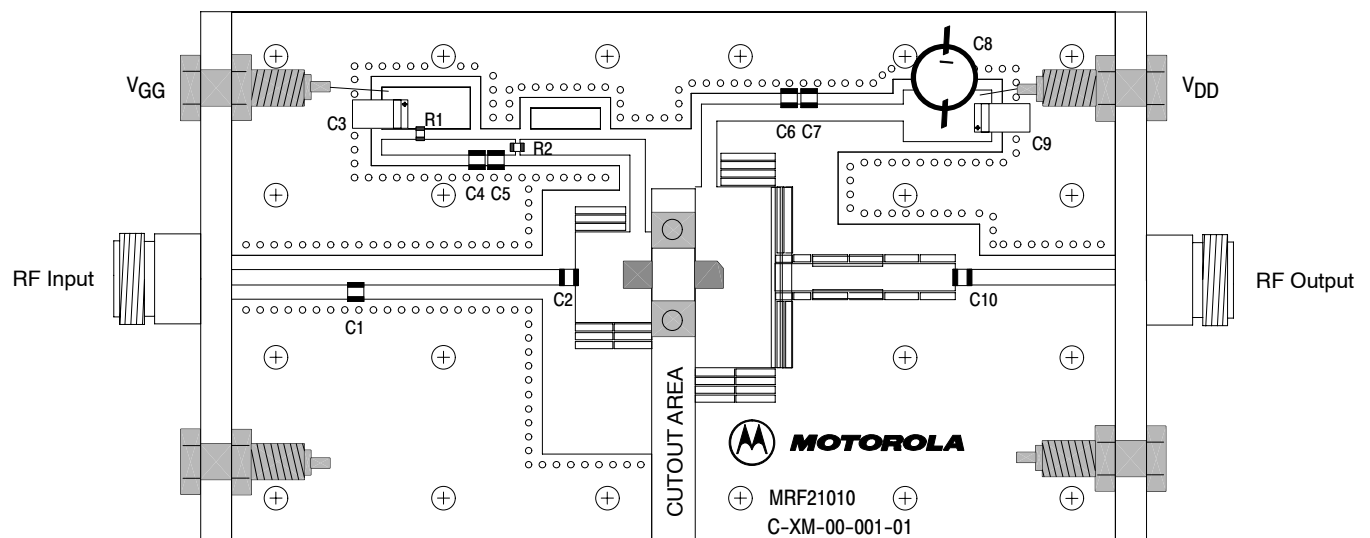 C8
VGG
VDD
C3
R1
C6 C7
C9
R2
C4 C5
RF Input
C2
C10
RF Output
C1
CUTOUT AREA
MOTOROLA
MRF21010
C-XM-00-001-01